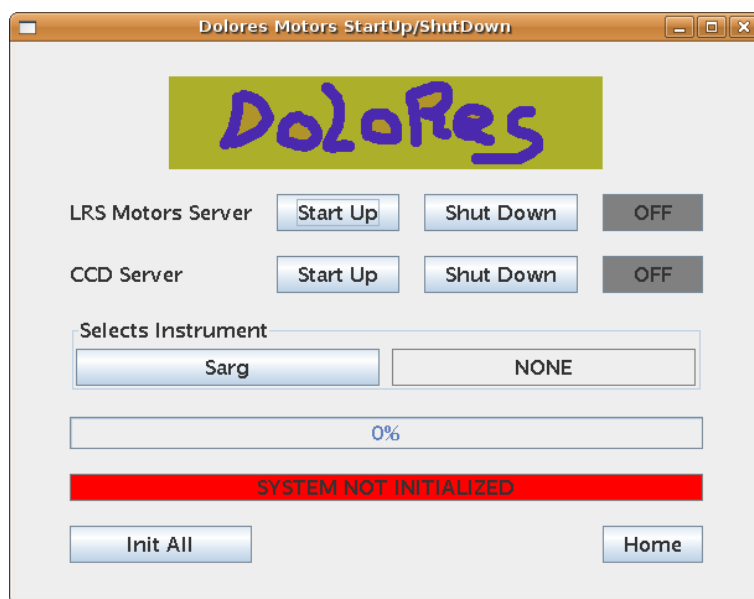 Dolores Motors StartUp/ShutDown
DoLoRes
LRS Motors Server Start Up Shut Down OFF
CCD Server Start Up Shut Down OFF
Selects Instrument
Sarg NONE
0%
SYSTEM NOT INITIALIZED
Init All Home